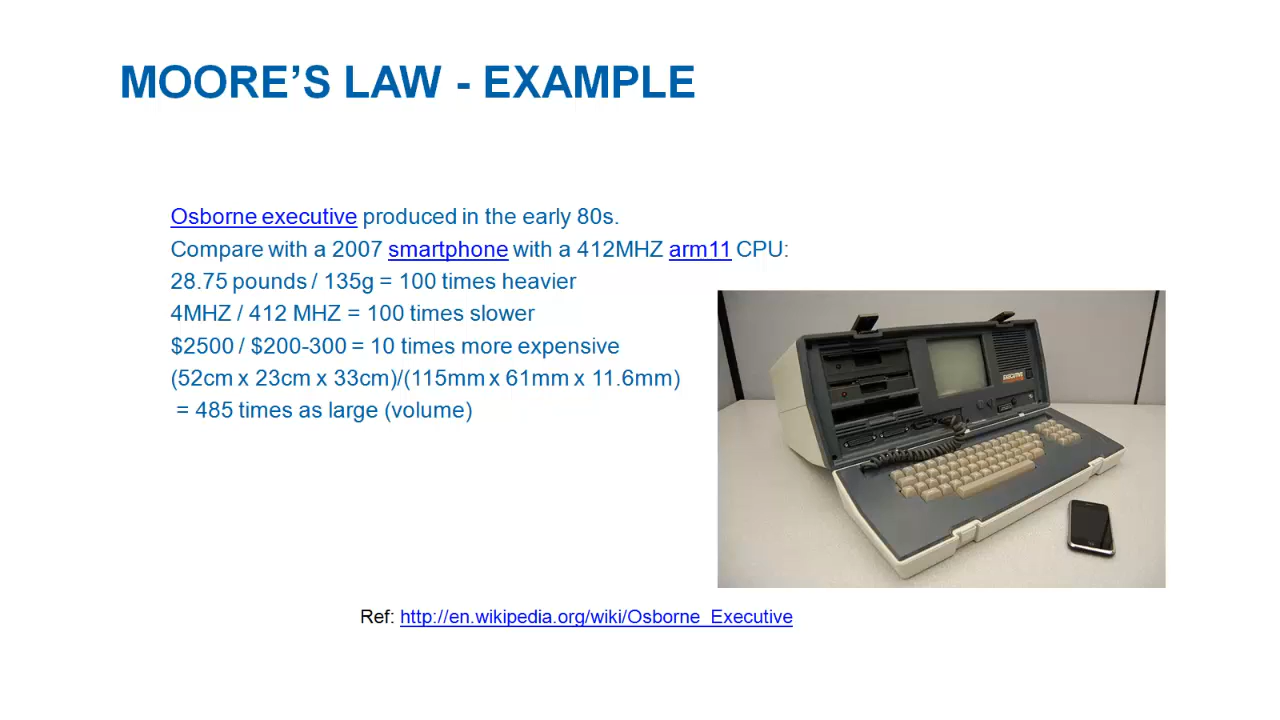 MOORE’S LAW - EXAMPLE
Osborne executive produced in the early 80s.
Compare with a 2007 smartphone with a 412MHZ arm11 CPU:
28.75 pounds / 135g = 100 times heavier
4MHZ / 412 MHZ = 100 times slower
$2500 / $200-300 = 10 times more expensive
(52cm x 23cm x 33cm)/(115mm x 61mm x 11.6mm)
= 485 times as large (volume)
EXECUTIVE
Ref: http://en.wikipedia.org/wiki/Osborne_Executive